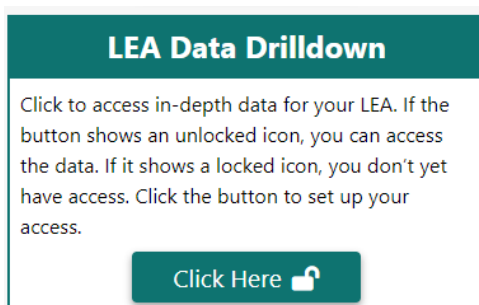 LEA Data Drilldown
Click to access in-depth data for your LEA. If the
button shows an unlocked icon, you can access
the data. If it shows a locked icon, you don't yet
have access. Click the button to set up your
access.
Click Here